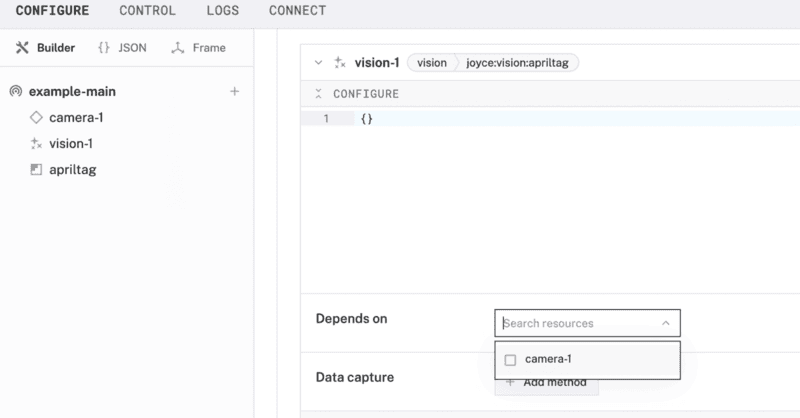 CONFIGURE CONTROL LOGS CONNECT
Builder {} JSON Frame
example-main +
camera-1
vision-1
apriltag
vision-1 vision joyce:vision:apriltag
CONFIGURE
1 {}
Depends on
Search resources
camera-1
Data capture
+ Add method